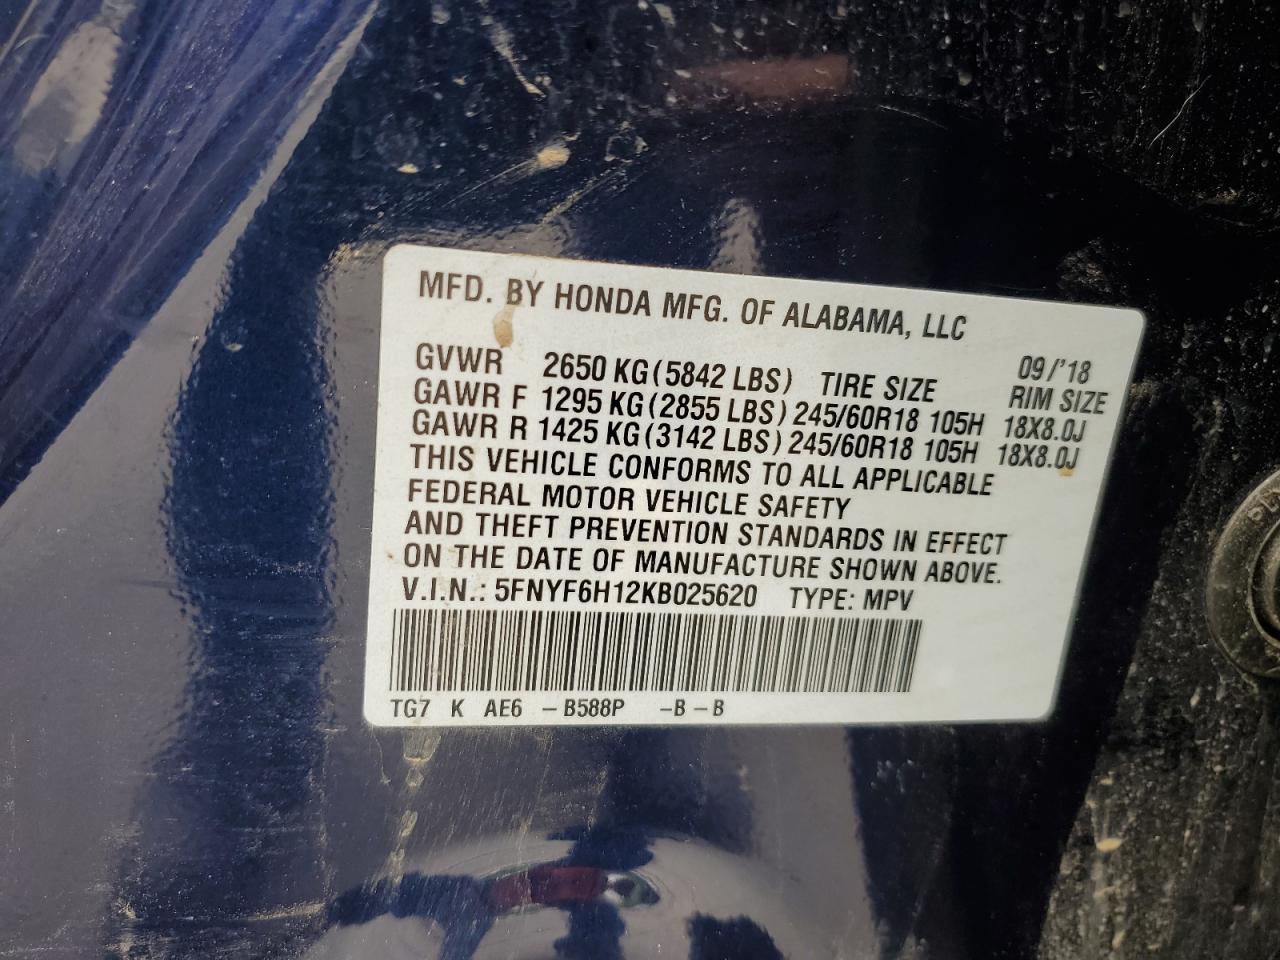 MFD. BY HONDA MFG. OF ALABAMA, LLC
09/'18
GVWR 2650 KG(5842 LBS) TIRE SIZE RIM SIZE
GAWR F 1295 KG(2855 LBS) 245/60R18 105H 18X8.0J
GAWR R 1425 KG(3142 LBS) 245/60R18 105H 18X8.0J
THIS VEHICLE CONFORMS TO ALL APPLICABLE
FEDERAL MOTOR VEHICLE SAFETY
AND THEFT PREVENTION STANDARDS IN EFFECT
ON THE DATE OF MANUFACTURE SHOWN ABOVE.
V.I.N.: 5FNYF6H12KB025620 TYPE: MPV
TG7 K AE6 -B588P -B-B